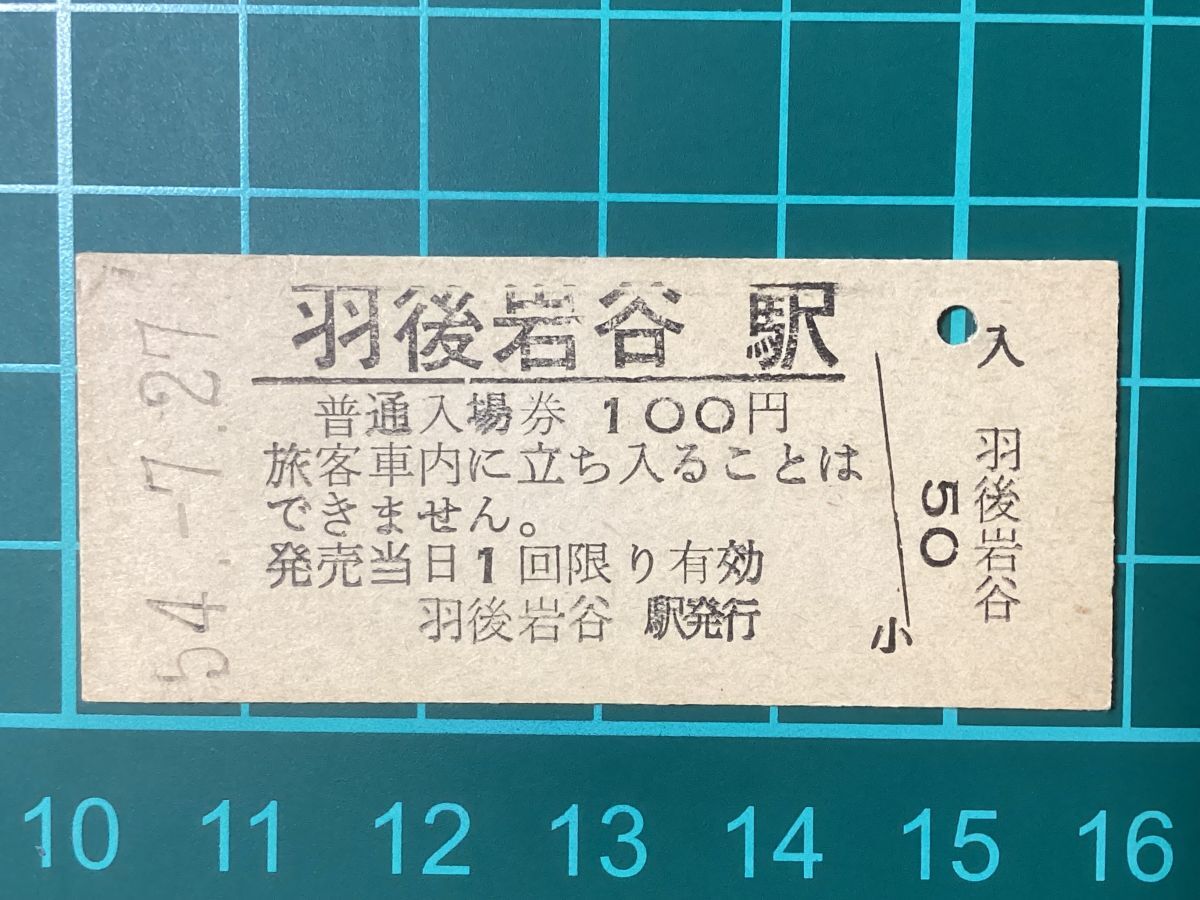 54.-7.27
羽後岩谷 駅
普通入場券 100円
旅客車内に立ち入ることは
できません。
発売当日1回限り有効
羽後岩谷 駅発行
小
50
入 羽後岩谷
10 11 12 13 14 15 16